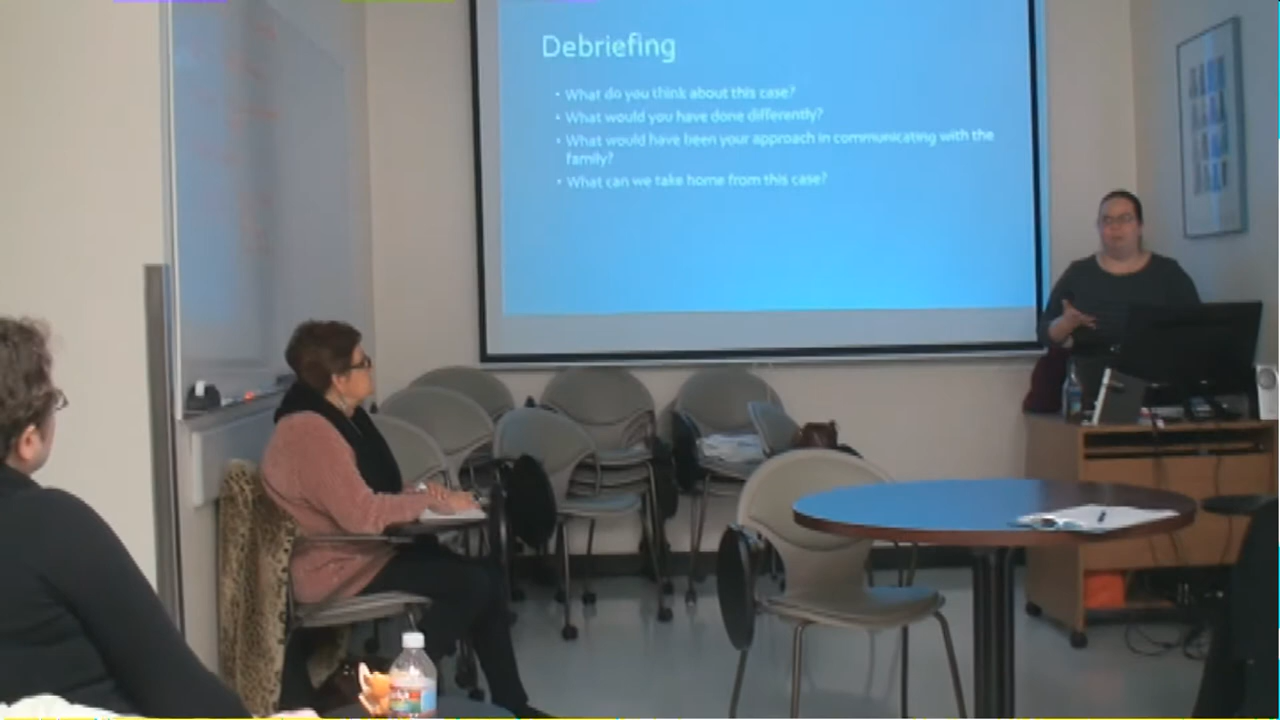 Debriefing
• What do you think about this case?
• What would you have done differently?
• What would have been your approach in communicating with the
family?
• What can we take home from this case?